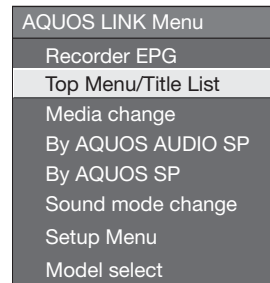 AQUOS LINK Menu
Recorder EPG
Top Menu/Title List
Media change
By AQUOS AUDIO SP
By AQUOS SP
Sound mode change
Setup Menu
Model select